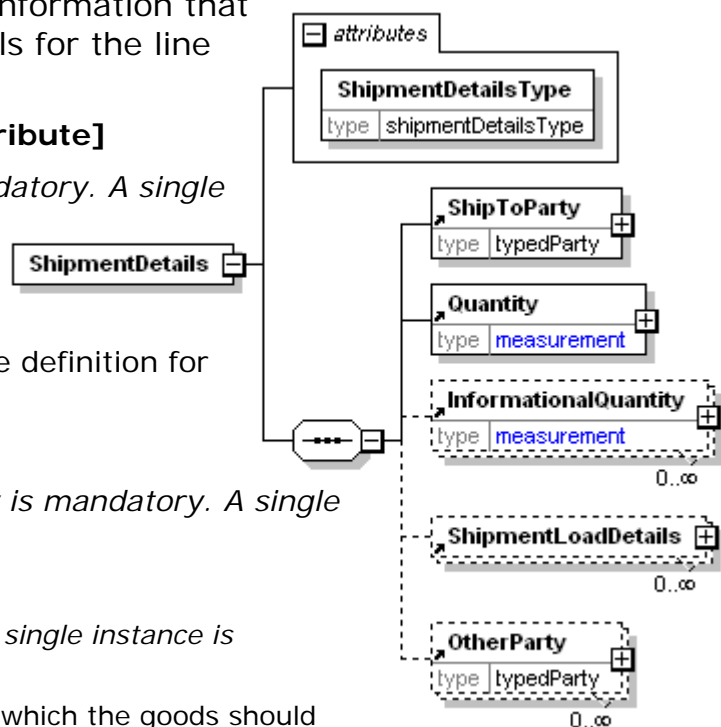 nformation that
ls for the line
ribute]
datory. A single
e definition for
is mandatory. A single
single instance is
which the goods should
attributes
ShipmentDetailsType
type shipmentDetailsType
ShipmentDetails
ShipToParty
type typedParty
Quantity
type measurement
InformationalQuantity
type measurement
0..∞
ShipmentLoadDetails
0..∞
OtherParty
type typedParty
0..∞